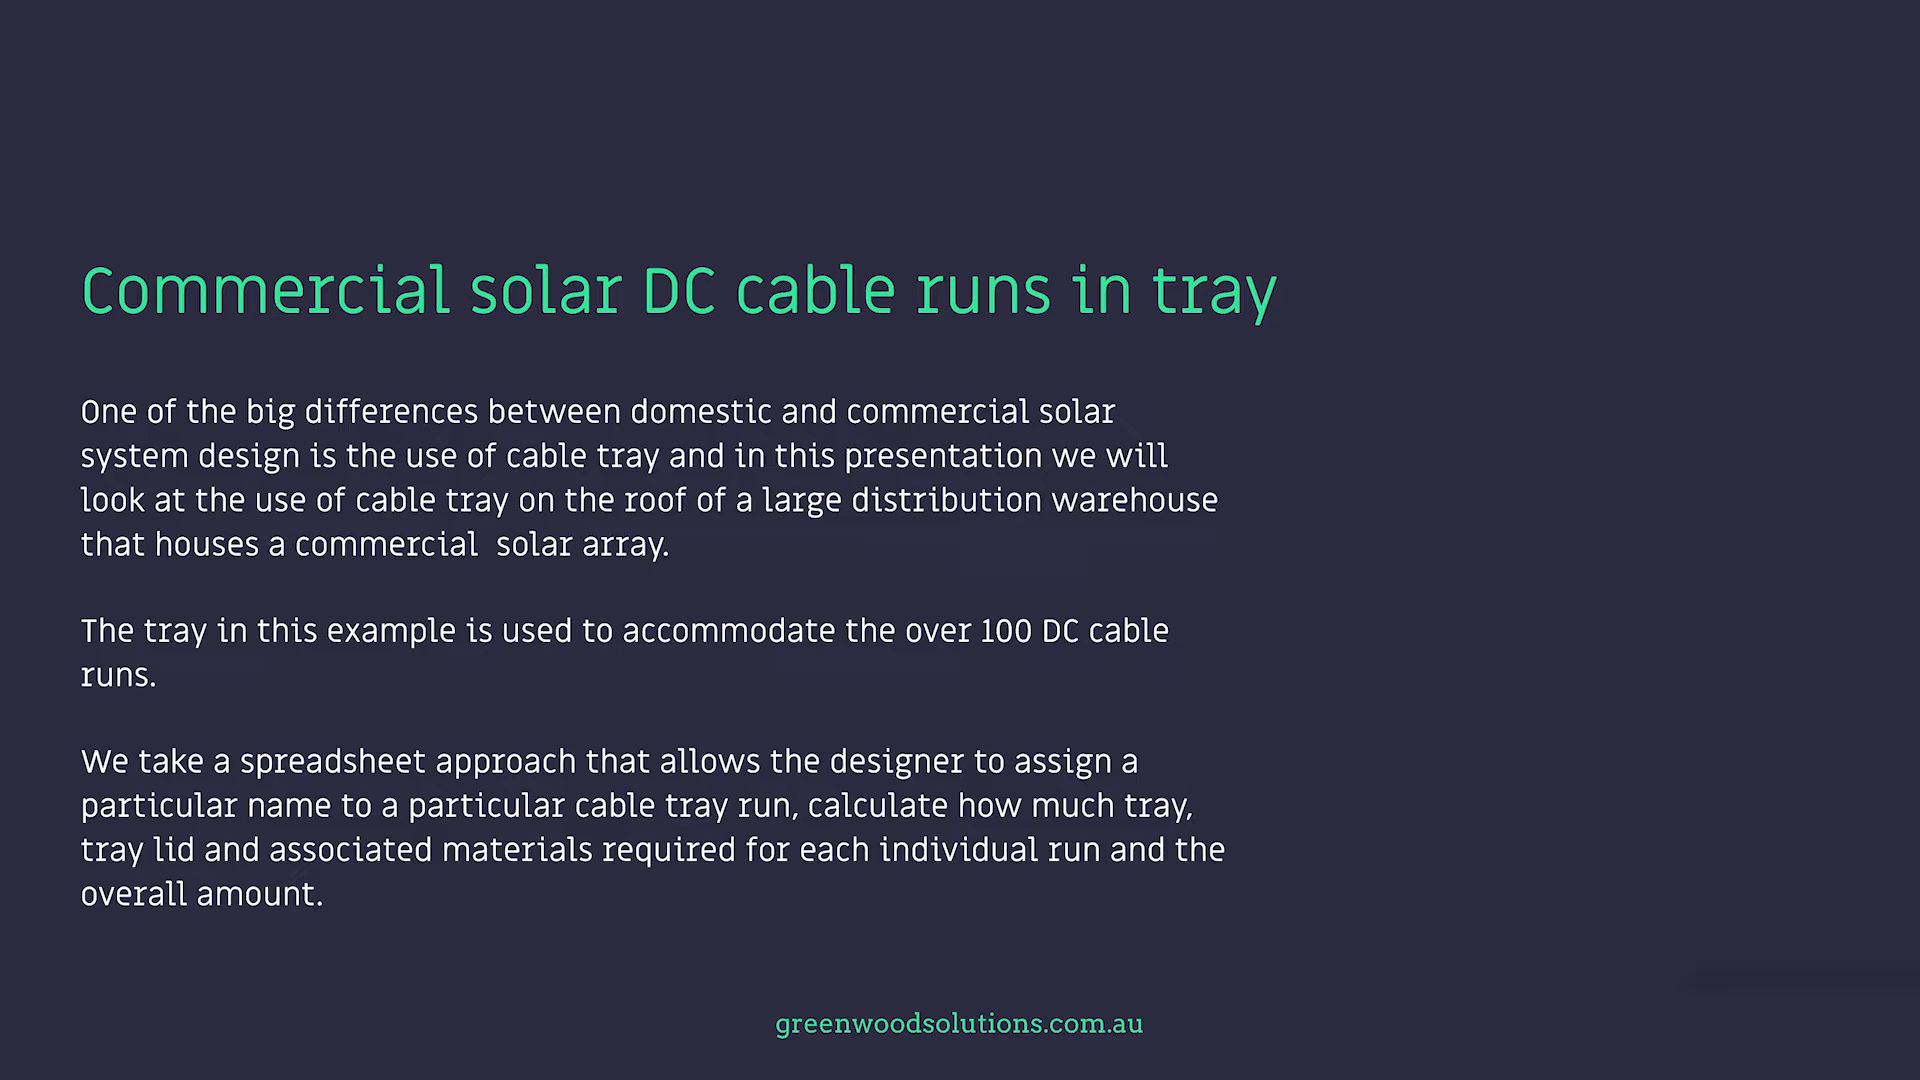 Commercial solar DC cable runs in tray
One of the big differences between domestic and commercial solar
system design is the use of cable tray and in this presentation we will
look at the use of cable tray on the roof of a large distribution warehouse
that houses a commercial  solar array.
The tray in this example is used to accommodate the over 100 DC cable
runs.
We take a spreadsheet approach that allows the designer to assign a
particular name to a particular cable tray run, calculate how much tray,
tray lid and associated materials required for each individual run and the
overall amount.
greenwoodsolutions.com.au